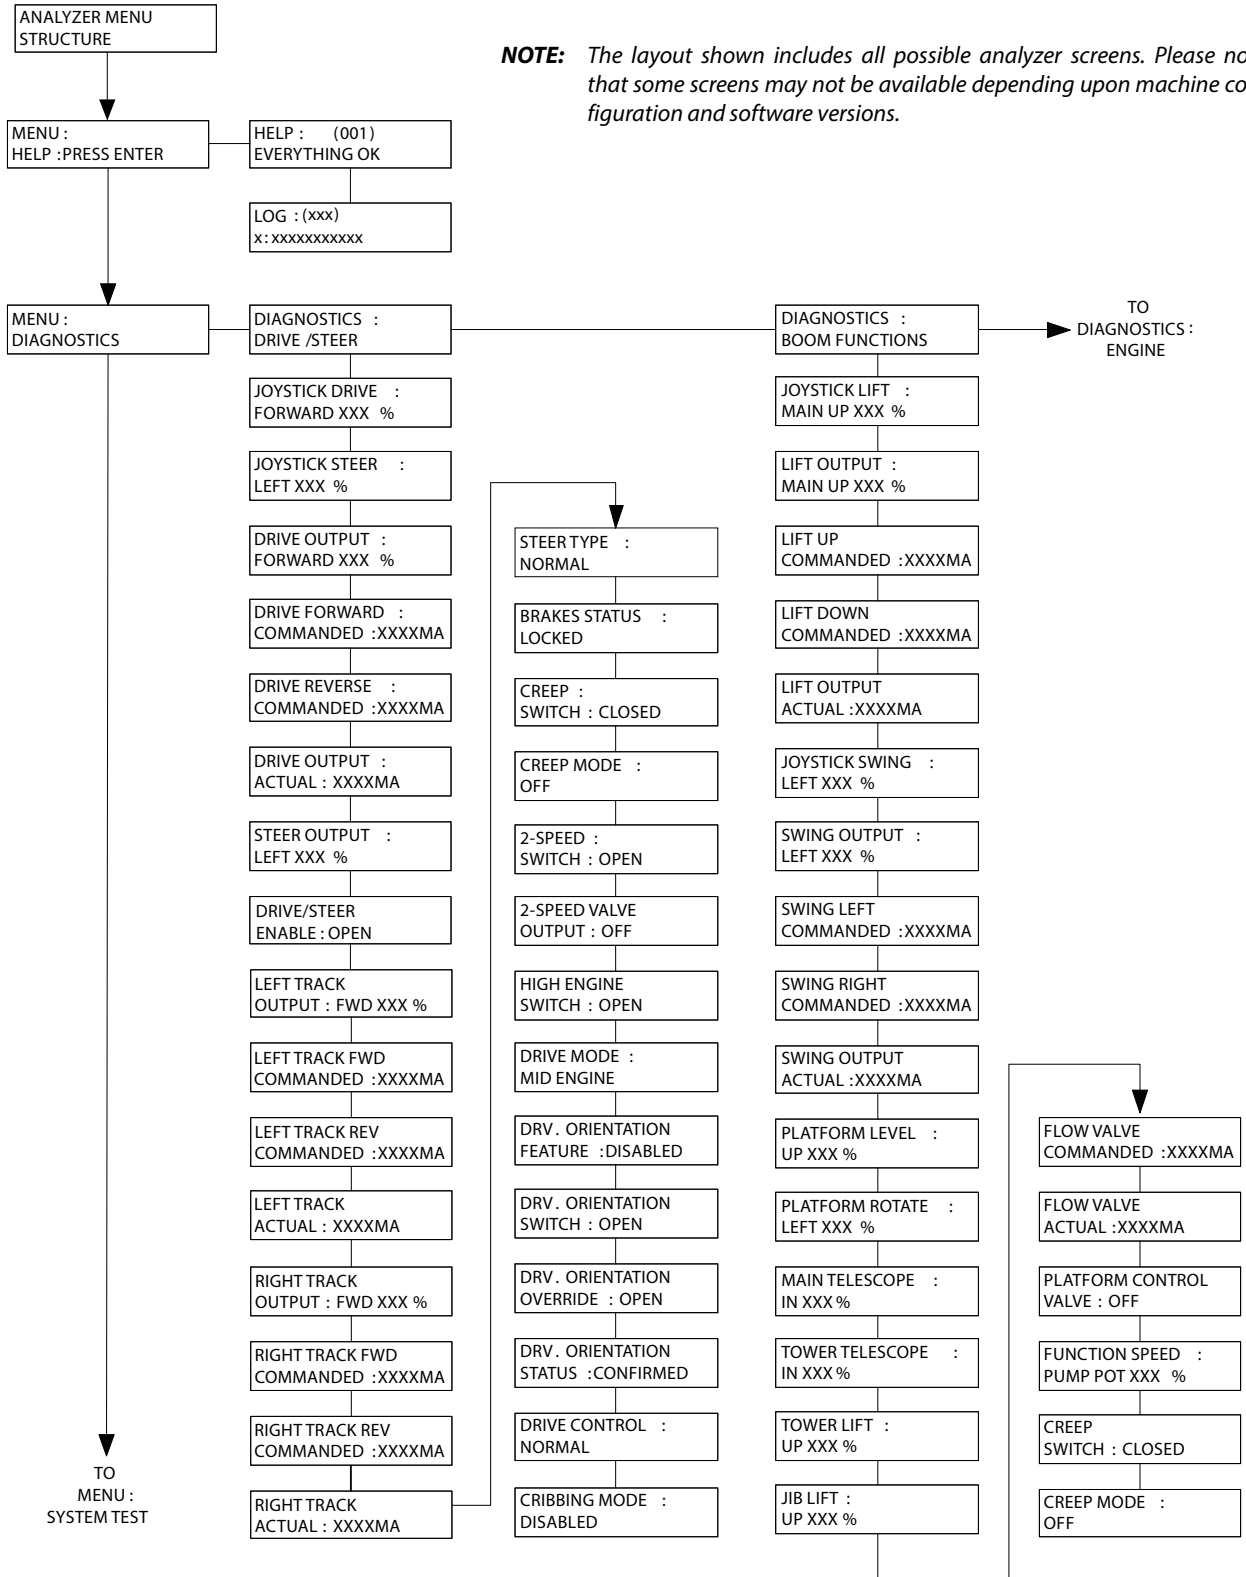 ANALYZER MENU
STRUCTURE
NOTE: The layout shown includes all possible analyzer screens. Please no
that some screens may not be available depending upon machine co
figuration and software versions.
MENU :
HELP : PRESS ENTER
HELP : (001)
EVERYTHING OK
LOG : (xxx)
x: xxxxxxxxxxx
MENU :
DIAGNOSTICS
DIAGNOSTICS :
DRIVE /STEER
JOYSTICK DRIVE :
FORWARD XXX %
JOYSTICK STEER :
LEFT XXX %
DRIVE OUTPUT :
FORWARD XXX %
DRIVE FORWARD :
COMMANDED :XXXXMA
DRIVE REVERSE :
COMMANDED :XXXXMA
DRIVE OUTPUT :
ACTUAL : XXXXMA
STEER OUTPUT :
LEFT XXX %
DRIVE/STEER
ENABLE : OPEN
LEFT TRACK
OUTPUT : FWD XXX %
LEFT TRACK FWD
COMMANDED :XXXXMA
LEFT TRACK REV
COMMANDED :XXXXMA
LEFT TRACK
ACTUAL : XXXXMA
RIGHT TRACK
OUTPUT : FWD XXX %
RIGHT TRACK FWD
COMMANDED :XXXXMA
RIGHT TRACK REV
COMMANDED :XXXXMA
RIGHT TRACK
ACTUAL : XXXXMA
STEER TYPE :
NORMAL
BRAKES STATUS :
LOCKED
CREEP :
SWITCH : CLOSED
CREEP MODE :
OFF
2-SPEED :
SWITCH : OPEN
2-SPEED VALVE
OUTPUT : OFF
HIGH ENGINE
SWITCH : OPEN
DRIVE MODE :
MID ENGINE
DRV. ORIENTATION
FEATURE :DISABLED
DRV. ORIENTATION
SWITCH : OPEN
DRV. ORIENTATION
OVERRIDE : OPEN
DRV. ORIENTATION
STATUS :CONFIRMED
DRIVE CONTROL :
NORMAL
CRIBBING MODE :
DISABLED
DIAGNOSTICS :
BOOM FUNCTIONS
JOYSTICK LIFT :
MAIN UP XXX %
LIFT OUTPUT :
MAIN UP XXX %
LIFT UP
COMMANDED :XXXXMA
LIFT DOWN
COMMANDED :XXXXMA
LIFT OUTPUT
ACTUAL :XXXXMA
JOYSTICK SWING :
LEFT XXX %
SWING OUTPUT :
LEFT XXX %
SWING LEFT
COMMANDED :XXXXMA
SWING RIGHT
COMMANDED :XXXXMA
SWING OUTPUT
ACTUAL :XXXXMA
PLATFORM LEVEL :
UP XXX %
PLATFORM ROTATE :
LEFT XXX %
MAIN TELESCOPE :
IN XXX %
TOWER TELESCOPE :
IN XXX %
TOWER LIFT :
UP XXX %
JIB LIFT :
UP XXX %
FLOW VALVE
COMMANDED :XXXXMA
FLOW VALVE
ACTUAL :XXXXMA
PLATFORM CONTROL
VALVE : OFF
FUNCTION SPEED :
PUMP POT XXX %
CREEP
SWITCH : CLOSED
CREEP MODE :
OFF
TO
DIAGNOSTICS :
ENGINE
TO
MENU :
SYSTEM TEST